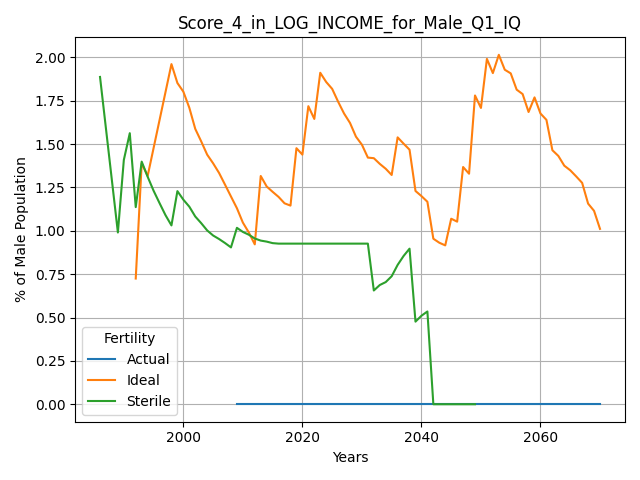 Score_4_in_LOG_INCOME_for_Male_Q1_IQ
% of Male Population
2.00
1.75
1.50
1.25
1.00
0.75
0.50
0.25
0.00
Fertility
Actual
Ideal
Sterile
2000 2020 2040 2060
Years